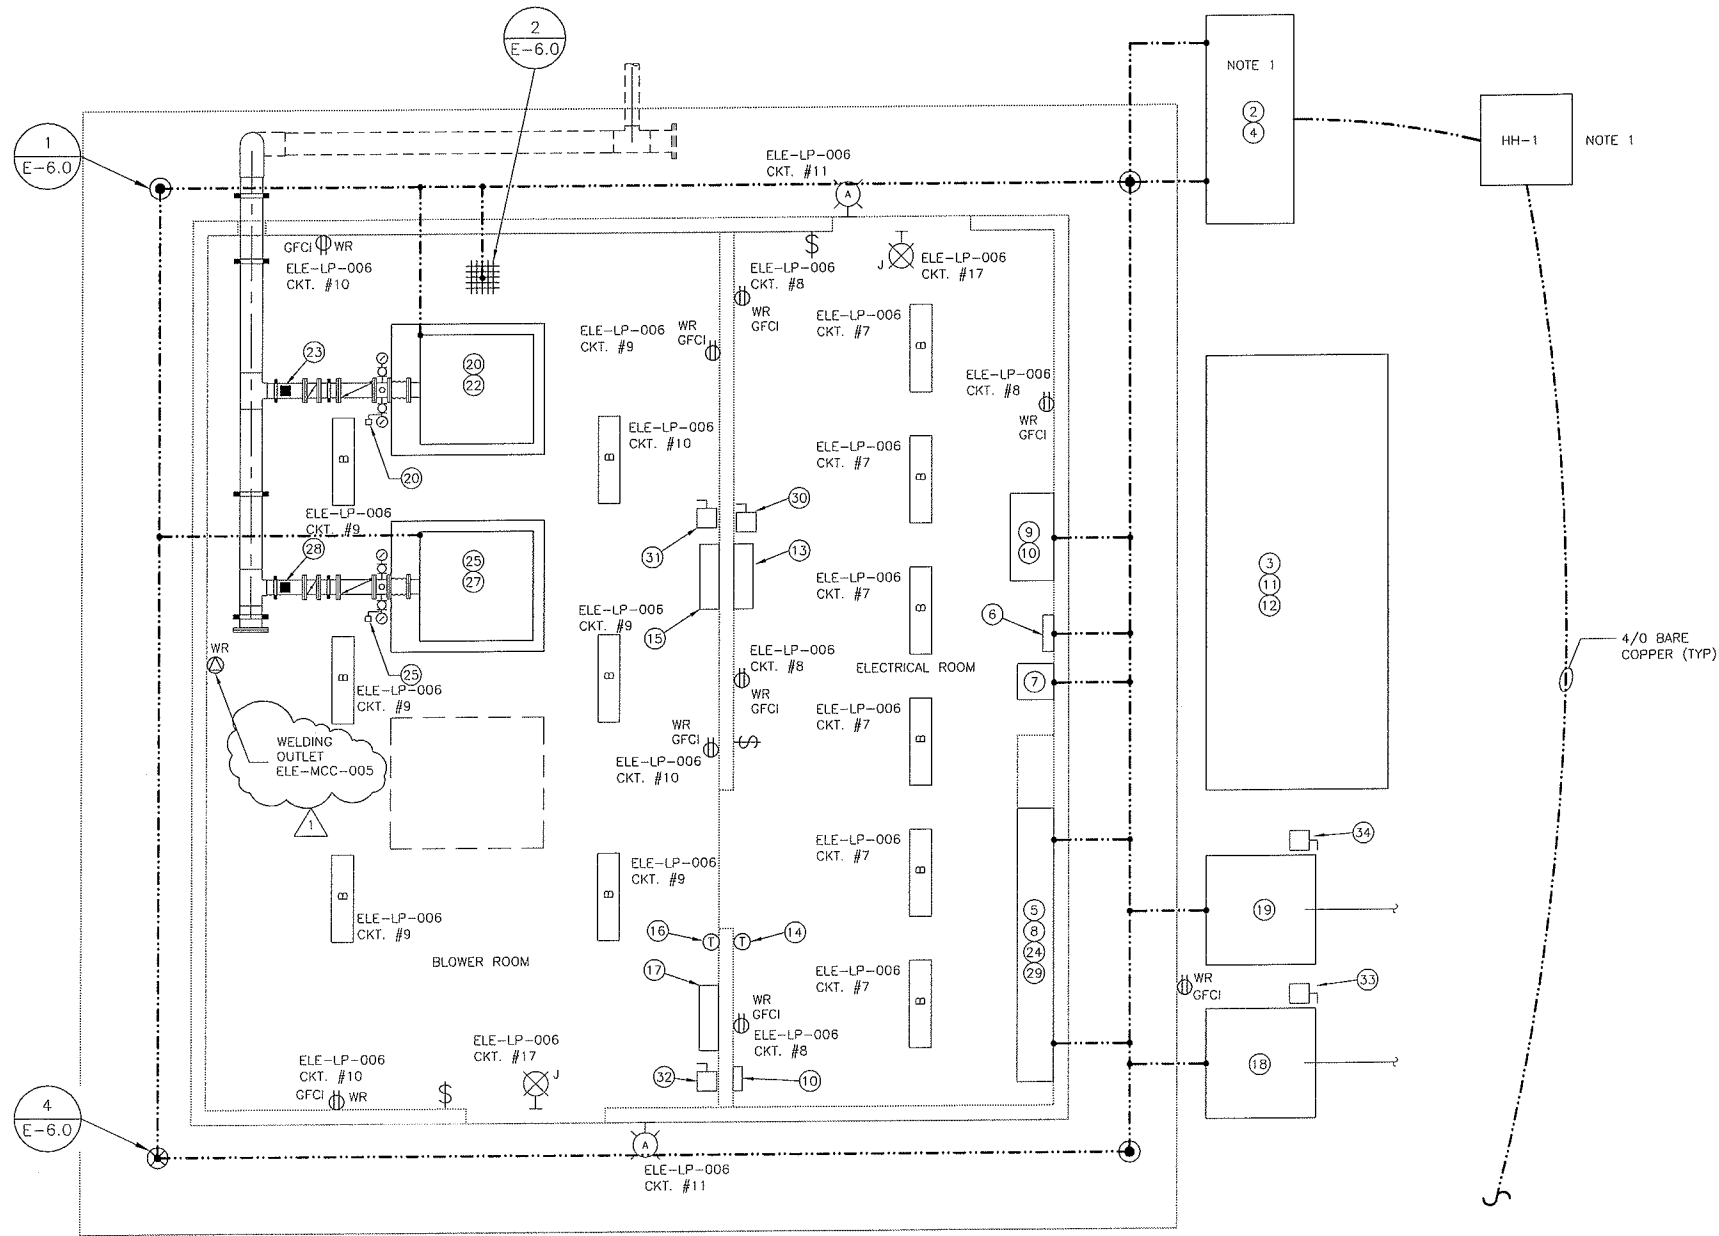 2
E-6.0
NOTE 1
2
4
HH-1
NOTE 1
1
E-6.0
ELE-LP-006
CKT. #11
A
GFCI
WR
ELE-LP-006
CKT. #10
$
J
ELE-LP-006
CKT. #17
ELE-LP-006
CKT. #8
WR
GFCI
ELE-LP-006
CKT. #9
WR
GFCI
ELE-LP-006
CKT. #7
B
23
20
22
ELE-LP-006
CKT. #8
WR
GFCI
B
ELE-LP-006
CKT. #10
B
ELE-LP-006
CKT. #7
B
20
ELE-LP-006
CKT. #9
31
30
9
10
28
25
27
13
15
ELE-LP-006
CKT. #7
B
3
11
12
ELE-LP-006
CKT. #9
B
6
WR
25
B
ELE-LP-006
CKT. #9
ELE-LP-006
CKT. #8
WR
GFCI
ELECTRICAL ROOM
7
4/0 BARE
COPPER (TYP)
WELDING
OUTLET
ELE-MCC-005
1
WR
GFCI
$
ELE-LP-006
CKT. #10
ELE-LP-006
CKT. #7
B
34
B
ELE-LP-006
CKT. #9
B
ELE-LP-006
CKT. #9
ELE-LP-006
CKT. #7
B
5
8
24
29
19
16
T
T
14
BLOWER ROOM
17
WR
GFCI
ELE-LP-006
CKT. #8
ELE-LP-006
CKT. #7
B
WR
GFCI
33
18
ELE-LP-006
CKT. #17
J
ELE-LP-006
CKT. #10
GFCI
WR
$
32
10
4
E-6.0
A
ELE-LP-006
CKT. #11